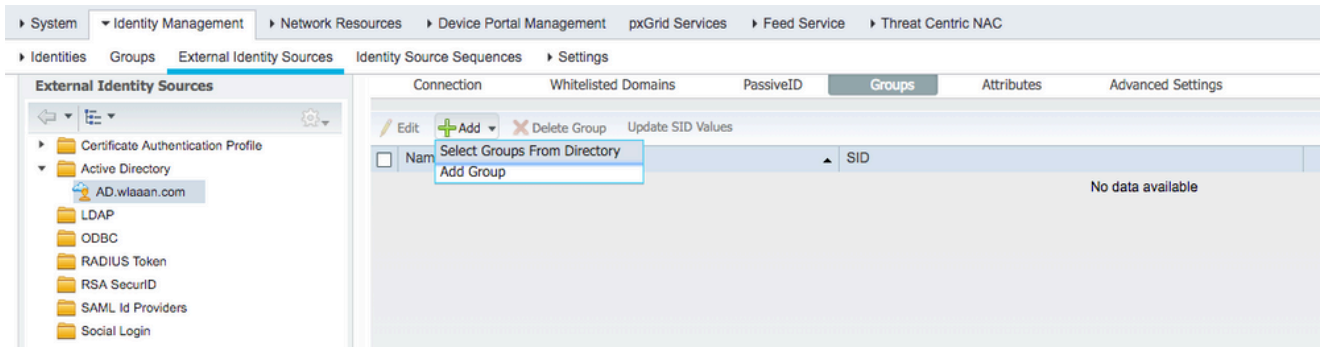 System Identity Management Network Resources Device Portal Management pxGrid Services Feed Service Threat Centric NAC
Identities Groups External Identity Sources Identity Source Sequences Settings
External Identity Sources
Certificate Authentication Profile
Active Directory
AD.wlaaan.com
LDAP
ODBC
RADIUS Token
RSA SecurID
SAML Id Providers
Social Login
Connection Whitelisted Domains PassiveID Groups Attributes Advanced Settings
Edit Add Delete Group Update SID Values
Select Groups From Directory
Add Group
Nam SID
No data available